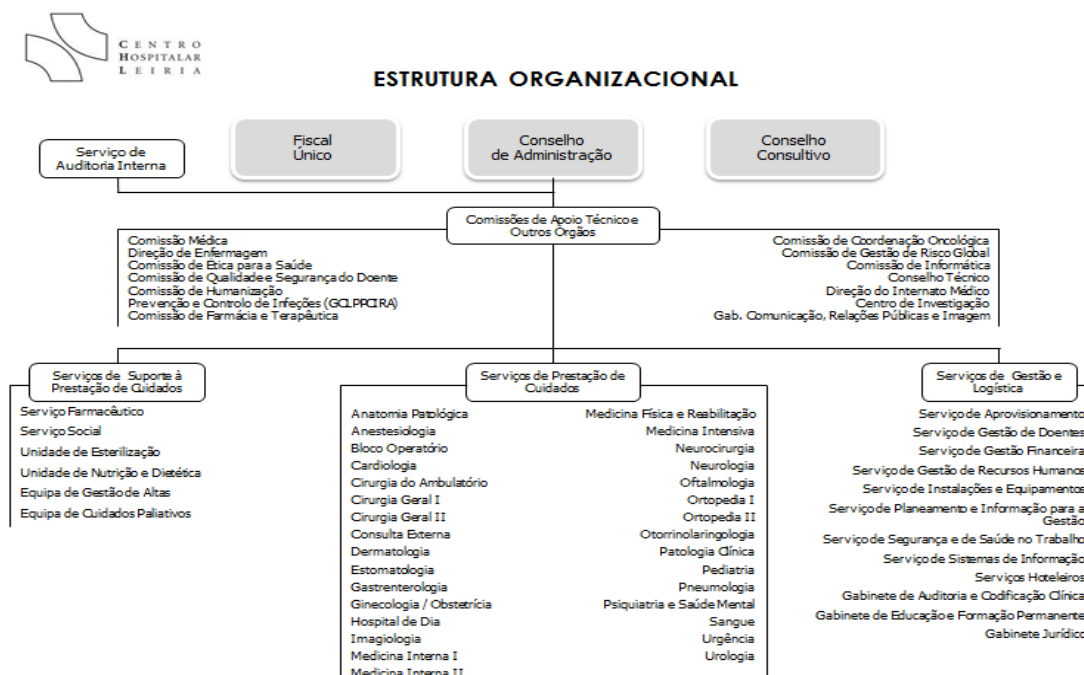 CENTRO
HOSPITALAR
LEIRIA
ESTRUTURA ORGANIZACIONAL
Serviço de
Auditoria Interna
Fiscal
Único
Conselho
de Administração
Conselho
Consultivo
Comissões de Apoio Técnico e
Outros Órgãos
Comissão Médica
Direção de Enfermagem
Comissão de Ética para a Saúde
Comissão de Qualidade e Segurança do Doente
Comissão de Humanização
Prevenção e Controlo de Infeções (GCLPPCIRA)
Comissão de Farmácia e Terapêutica
Comissão de Coordenação Oncológica
Comissão de Gestão de Risco Global
Comissão de Informática
Conselho Técnico
Direção do Internato Médico
Centro de Investigação
Gab. Comunicação, Relações Públicas e Imagem
Serviços de Suporte à
Prestação de Cuidados
Serviço Farmacêutico
Serviço Social
Unidade de Esterilização
Unidade de Nutrição e Dietética
Equipa de Gestão de Altas
Equipa de Cuidados Paliativos
Serviços de Prestação de
Cuidados
Anatomia Patológica
Anestesiologia
Bloco Operatório
Cardiologia
Cirurgia do Ambulatório
Cirurgia Geral I
Cirurgia Geral II
Consulta Externa
Dermatologia
Estomatologia
Gastrenterologia
Ginecologia / Obstetrícia
Hospital de Dia
Imagiologia
Medicina Interna I
Medicina Interna II
Medicina Física e Reabilitação
Medicina Intensiva
Neurocirurgia
Neurologia
Oftalmologia
Ortopedia I
Ortopedia II
Otorrinolaringologia
Patologia Clínica
Pediatria
Pneumologia
Psiquiatria e Saúde Mental
Sangue
Urgência
Urologia
Serviços de Gestão e
Logística
Serviço de Aprovisionamento
Serviço de Gestão de Doentes
Serviço de Gestão Financeira
Serviço de Gestão de Recursos Humanos
Serviço de Instalações e Equipamentos
Serviço de Planeamento e Informação para a
Gestão
Serviço de Segurança e de Saúde no Trabalho
Serviço de Sistemas de Informação
Serviços Hoteleiros
Gabinete de Auditoria e Codificação Clínica
Gabinete de Educação e Formação Permanente
Gabinete Jurídico